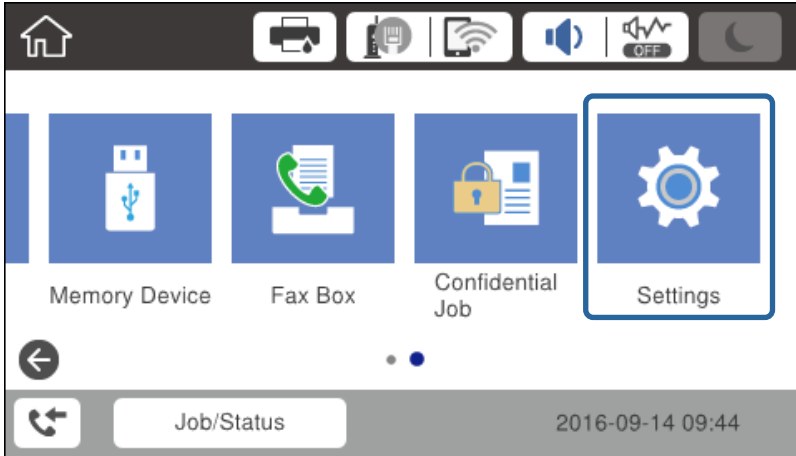 OFF
Memory Device
Fax Box
Confidential
Job
Settings
Job/Status
2016-09-14 09:44